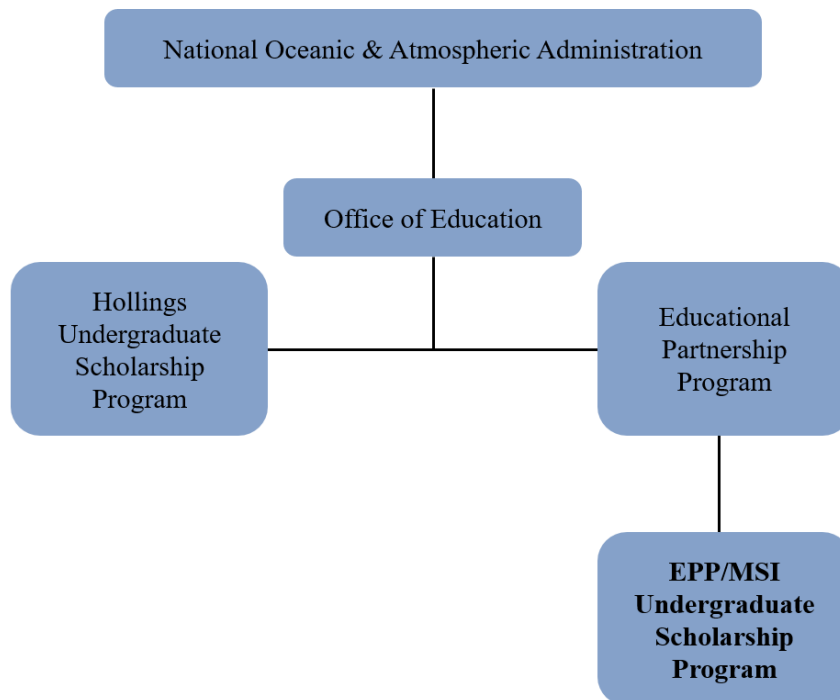 National Oceanic & Atmospheric Administration
Office of Education
Hollings
Undergraduate
Scholarship
Program
Educational
Partnership
Program
EPP/MSI
Undergraduate
Scholarship
Program